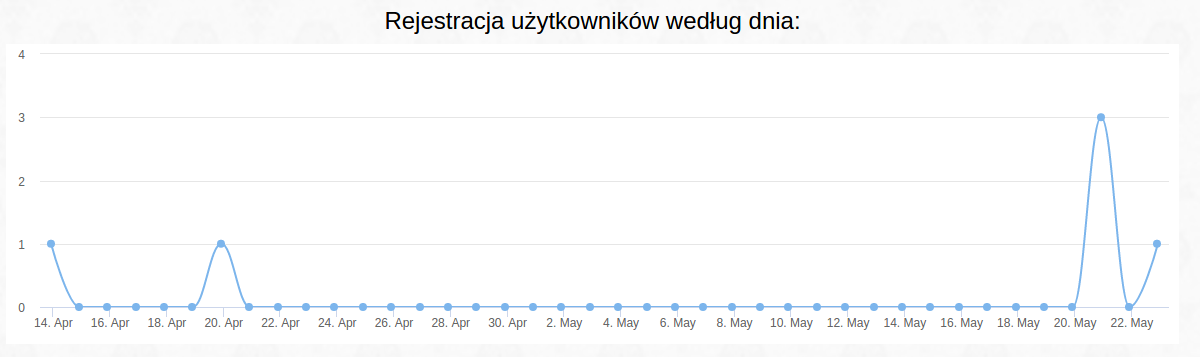 Rejestracja użytkowników według dnia:
4
3
2
1
0
14. Apr 16. Apr 18. Apr 20. Apr 22. Apr 24. Apr 26. Apr 28. Apr 30. Apr 2. May 4. May 6. May 8. May 10. May 12. May 14. May 16. May 18. May 20. May 22. May